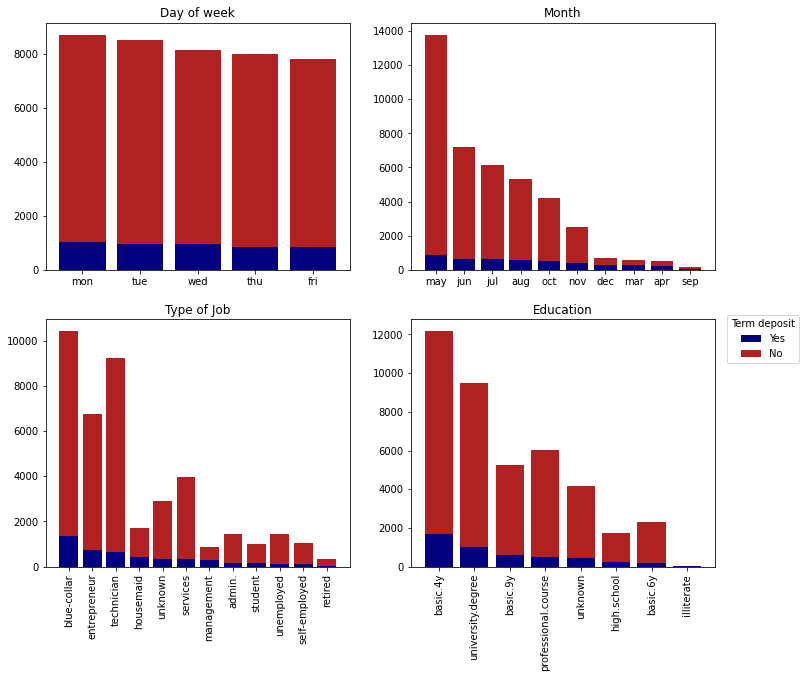 Day of week
8000
6000
4000
2000
0
mon tue wed thu fri
Month
14000
12000
10000
8000
6000
4000
2000
0
may jun jul aug oct nov dec mar apr sep
Type of Job
10000
8000
6000
4000
2000
0
blue-collar
entrepreneur
technician
housemaid
unknown
services
management
admin.
student
unemployed
self-employed
retired
Education
12000
10000
8000
6000
4000
2000
0
basic.4y
university.degree
basic.9y
professional.course
unknown
high.school
basic.6y
illiterate
Term deposit
Yes
No